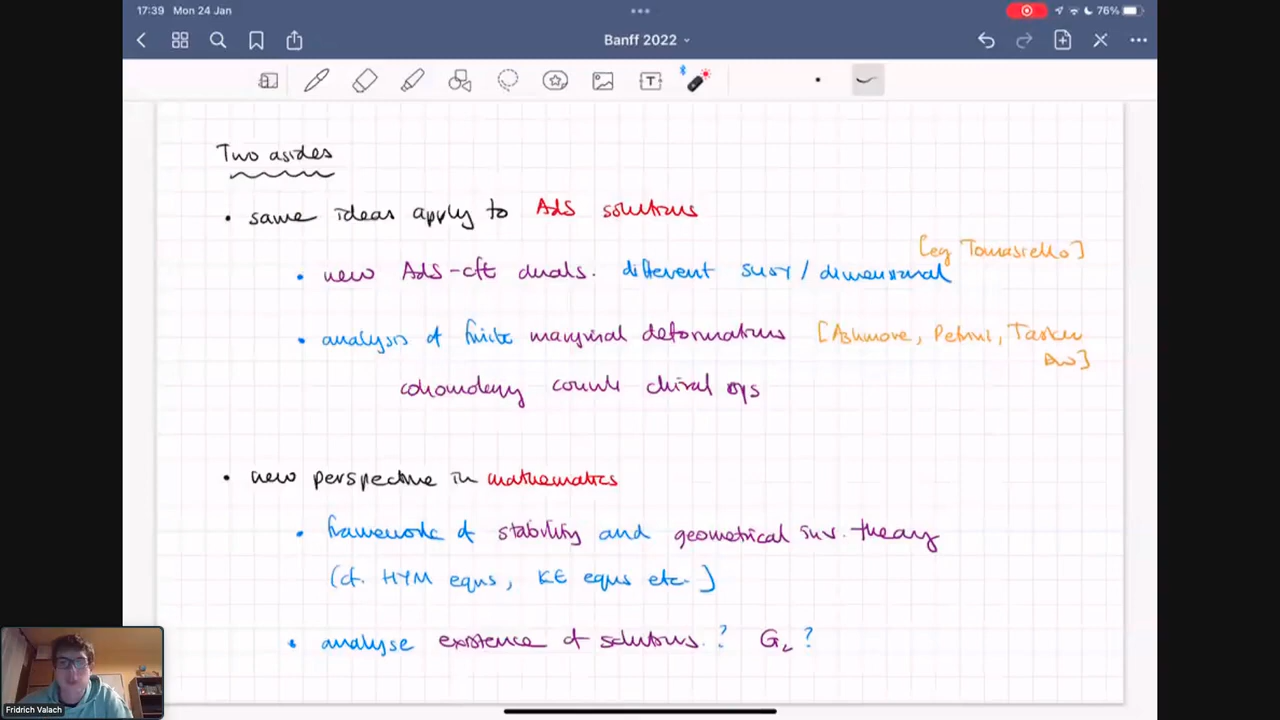 17:39 Mon 24 Jan
76%
Banff 2022
Two asides
• same ideas apply to AdS solutions
[eg Tomasiello]
• new AdS-cft duals. different susy / dimensional
• analysis of finite marginal deformations [Ashmore, Petrini, Tasker
DW]
cohomology counts chiral ops
• new perspective in mathematics
• framework of stability and geometrical inv. theory
(cf. HYM equs, KE equs etc.)
• analyse existence of solutions? G₂ ?
Fridrich Valach